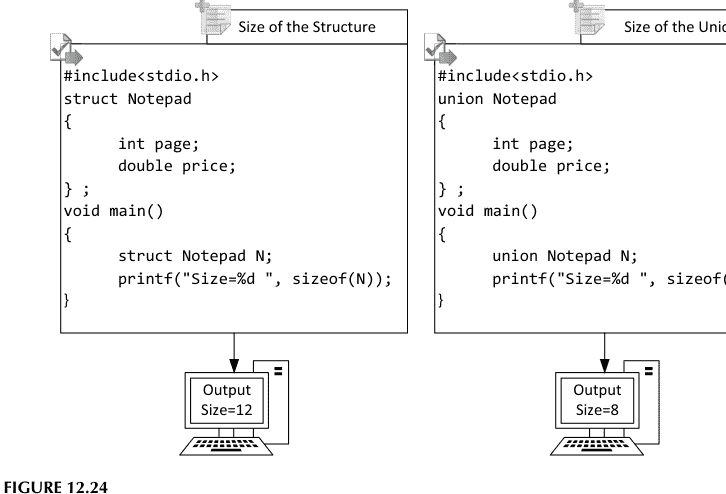 Size of the Structure
#include<stdio.h>
struct Notepad
{
int page;
double price;
} ;
void main()
{
struct Notepad N;
printf("Size=%d ", sizeof(N));
}
Output
Size=12
Size of the
#include<stdio.h>
union Notepad
{
int page;
double price;
} ;
void main()
{
union Notepad N;
printf("Size=%d ", sizeof(
}
Output
Size=8
FIGURE 12.24